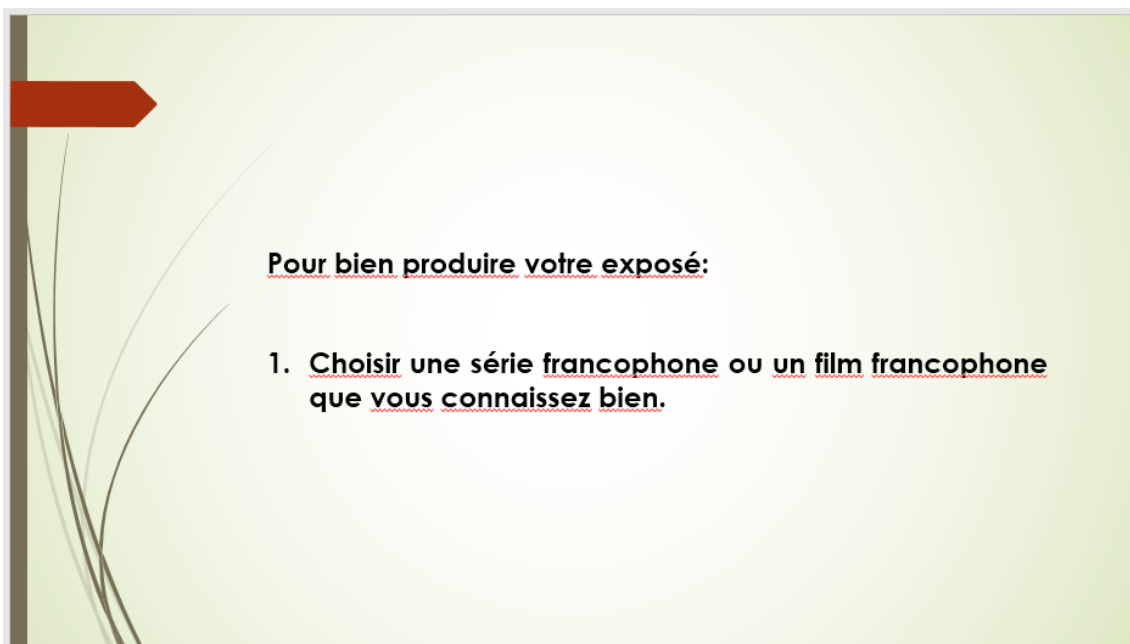 Pour bien produire votre exposé:
1. Choisir une série francophone ou un film francophone
que vous connaissez bien.